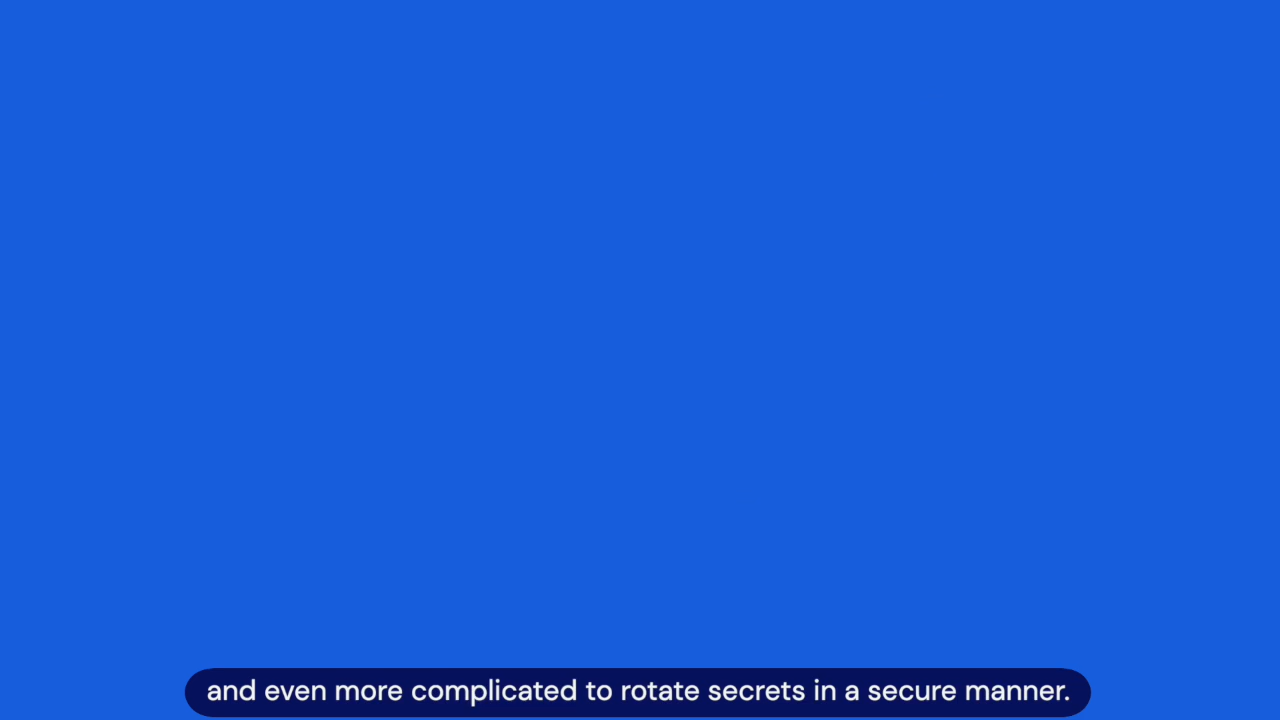 and even more complicated to rotate secrets in a secure manner.